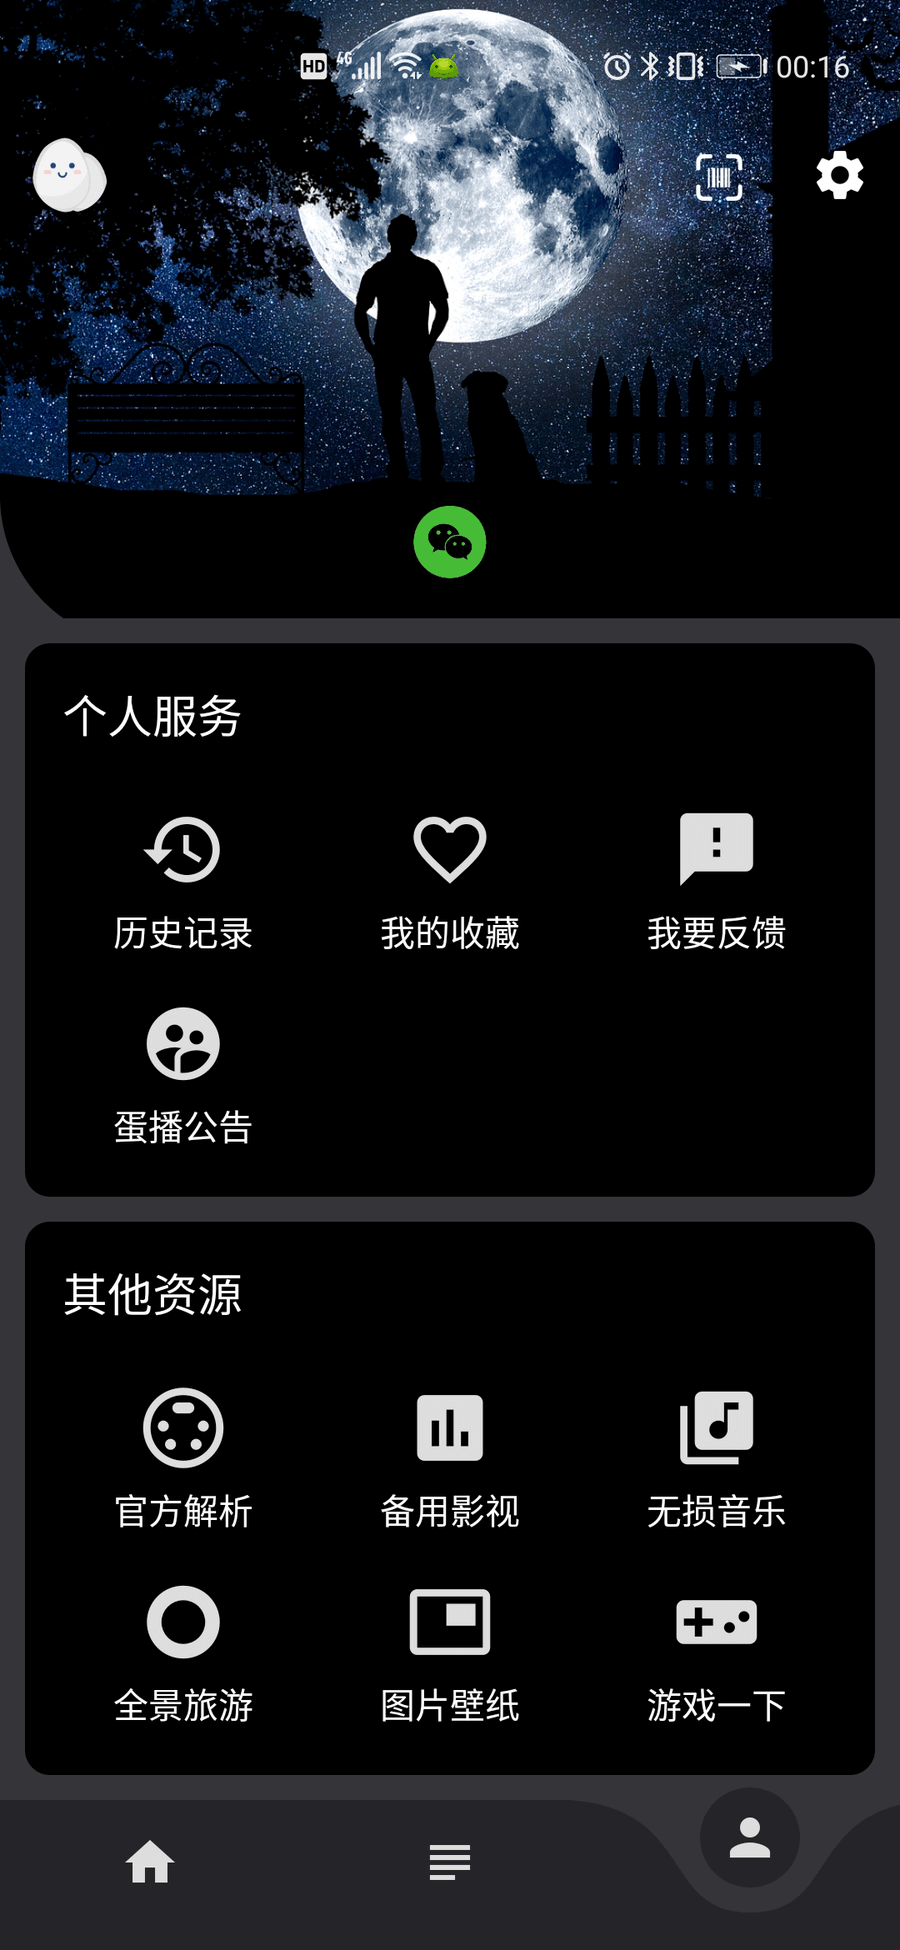 HD 4G 00:16
个人服务
历史记录 我的收藏 我要反馈
蛋播公告
其他资源
官方解析 备用影视 无损音乐
全景旅游 图片壁纸 游戏一下